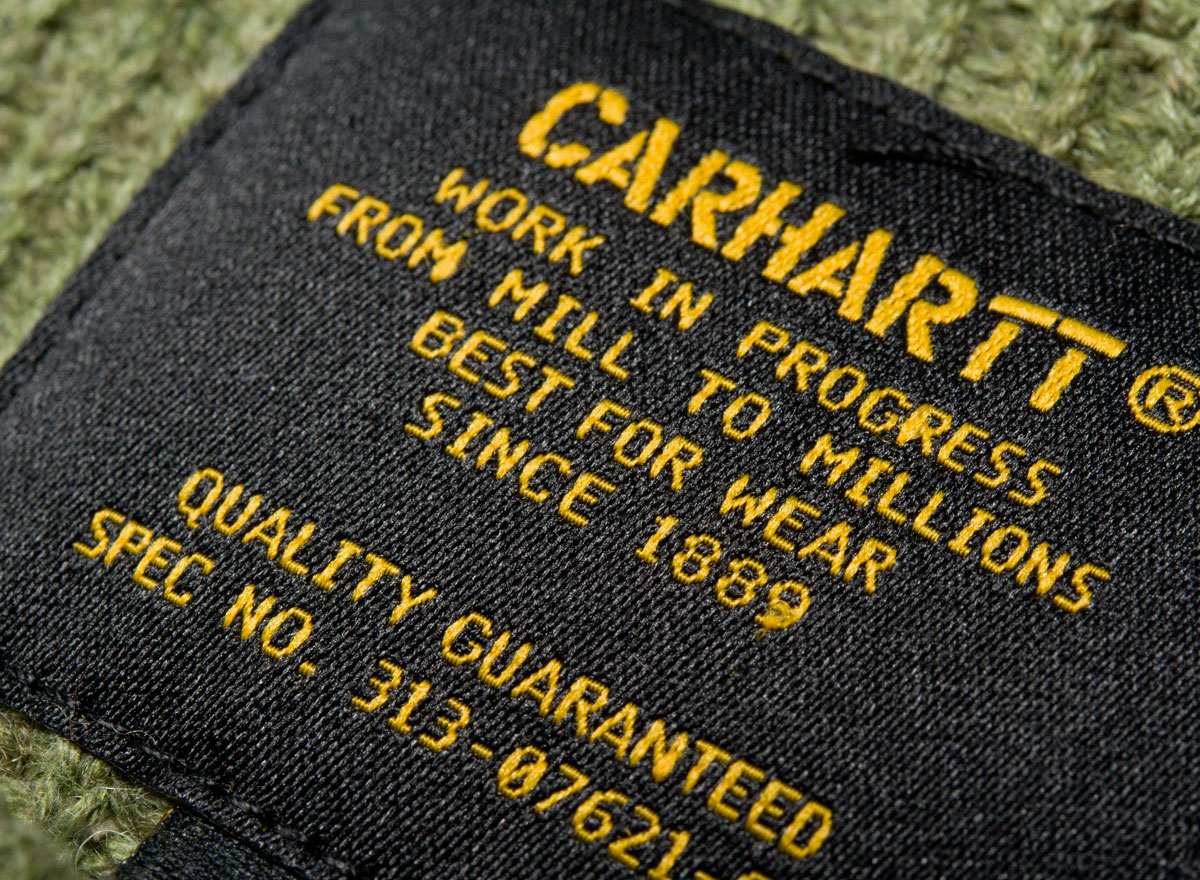 CARHARTT®
WORK IN PROGRESS
FROM MILL TO MILLIONS
BEST FOR WEAR
SINCE 1889
QUALITY GUARANTEED
SPEC NO. 313-07621-